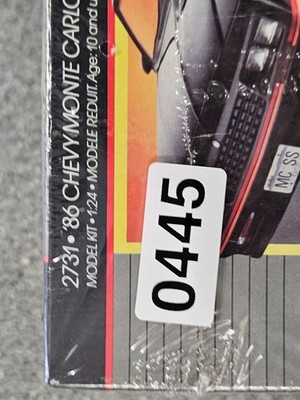 2731 • '86 CHEVY MONTE CARLO
MODEL KIT • 1:24 • MODELE REDUIT. Age: 10 and u
0445
MC SS